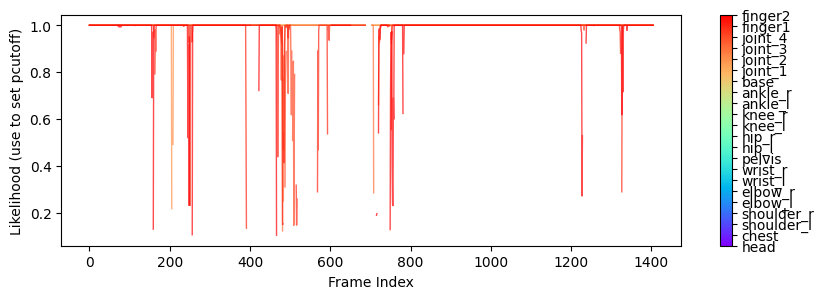 Likelihood (use to set pcutoff)
1.0
0.8
0.6
0.4
0.2
0
200
400
600
800
1000
1200
1400
Frame Index
finger2
finger1
joint_4
joint_3
joint_2
joint_1
base
ankle_r
ankle_l
knee_r
knee_l
hip_r
hip_l
pelvis
wrist_r
wrist_l
elbow_r
elbow_l
shoulder_r
shoulder_l
chest
head